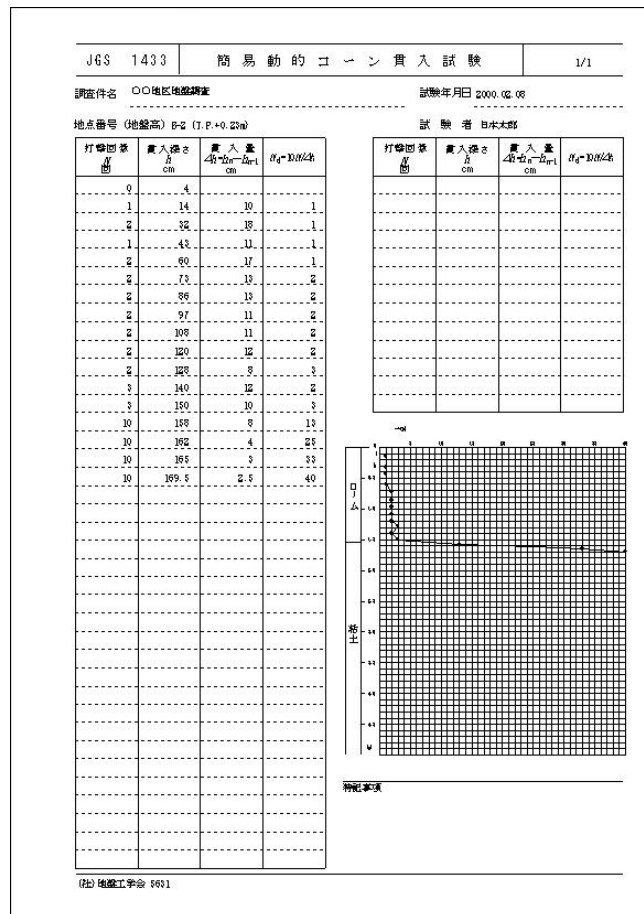 JGS 1433 簡易動的コーン貫入試験 1/1
調査件名 〇〇地区地盤調査 試験年月日 2000.02.08
地点番号 (地盤高) B-2 (T.P.+0.23m) 試験者 日本太郎
打撃回数 N 回 貫入深さ h cm 貫入量 Δh=hn-hn-1 cm Nd=10N/Δh
0 4
1 14 10 1
2 32 18 1
1 43 11 1
2 60 17 1
2 73 13 2
2 86 13 2
2 97 11 2
2 108 11 2
2 120 12 2
2 128 8 3
3 140 12 2
3 150 10 3
10 158 8 13
10 162 4 25
10 165 3 33
10 169.5 2.5 40
打撃回数 N 回 貫入深さ h cm 貫入量 Δh=hn-hn-1 cm Nd=10N/Δh
ローム
粘土
特記事項
(社)地盤工学会 5631